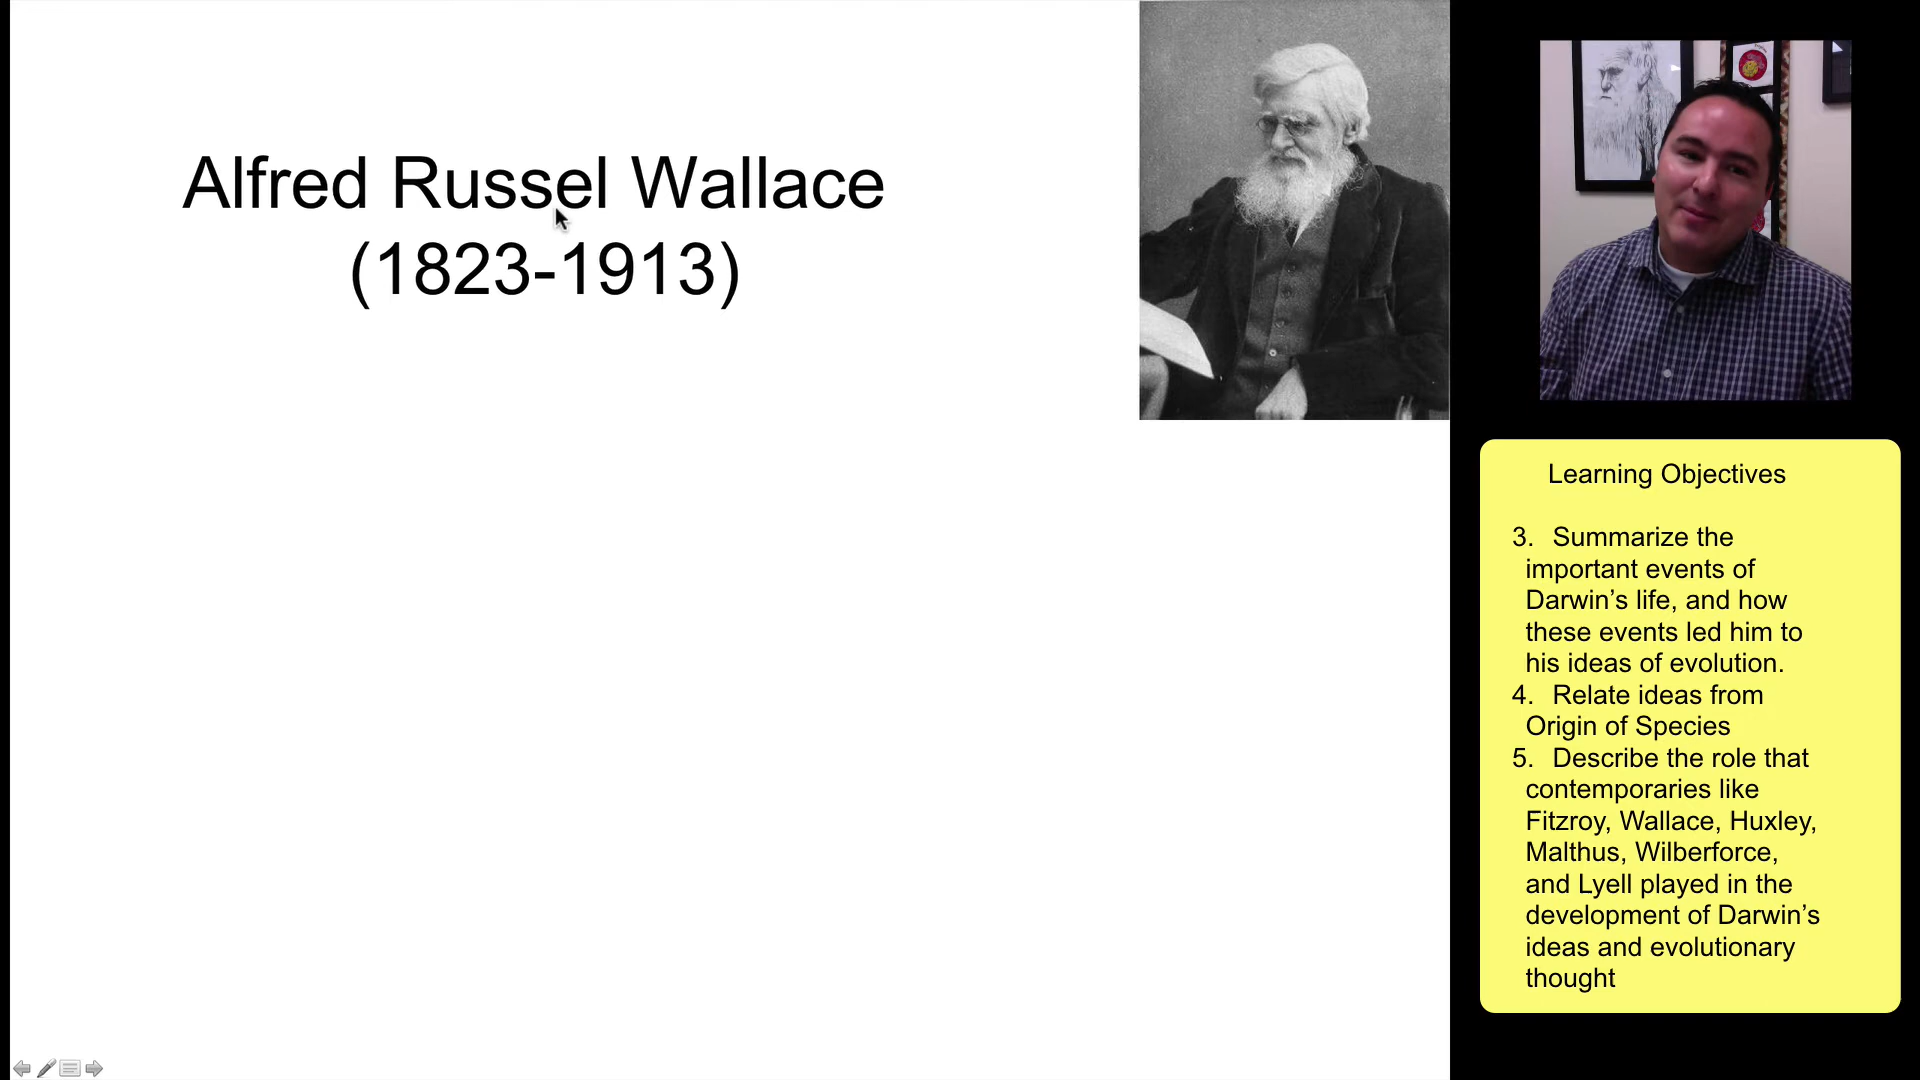 Alfred Russel Wallace
(1823-1913)
Learning Objectives
3. Summarize the
important events of
Darwin’s life, and how
these events led him to
his ideas of evolution.
4. Relate ideas from
Origin of Species
5. Describe the role that
contemporaries like
Fitzroy, Wallace, Huxley,
Malthus, Wilberforce,
and Lyell played in the
development of Darwin’s
ideas and evolutionary
thought